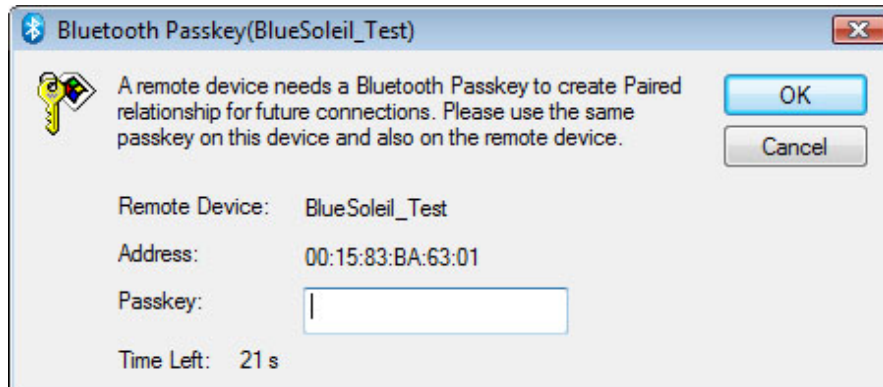 Bluetooth Passkey(BlueSoleil_Test)
A remote device needs a Bluetooth Passkey to create Paired
relationship for future connections. Please use the same
passkey on this device and also on the remote device.
OK
Cancel
Remote Device: BlueSoleil_Test
Address: 00:15:83:BA:63:01
Passkey:
Time Left: 21 s